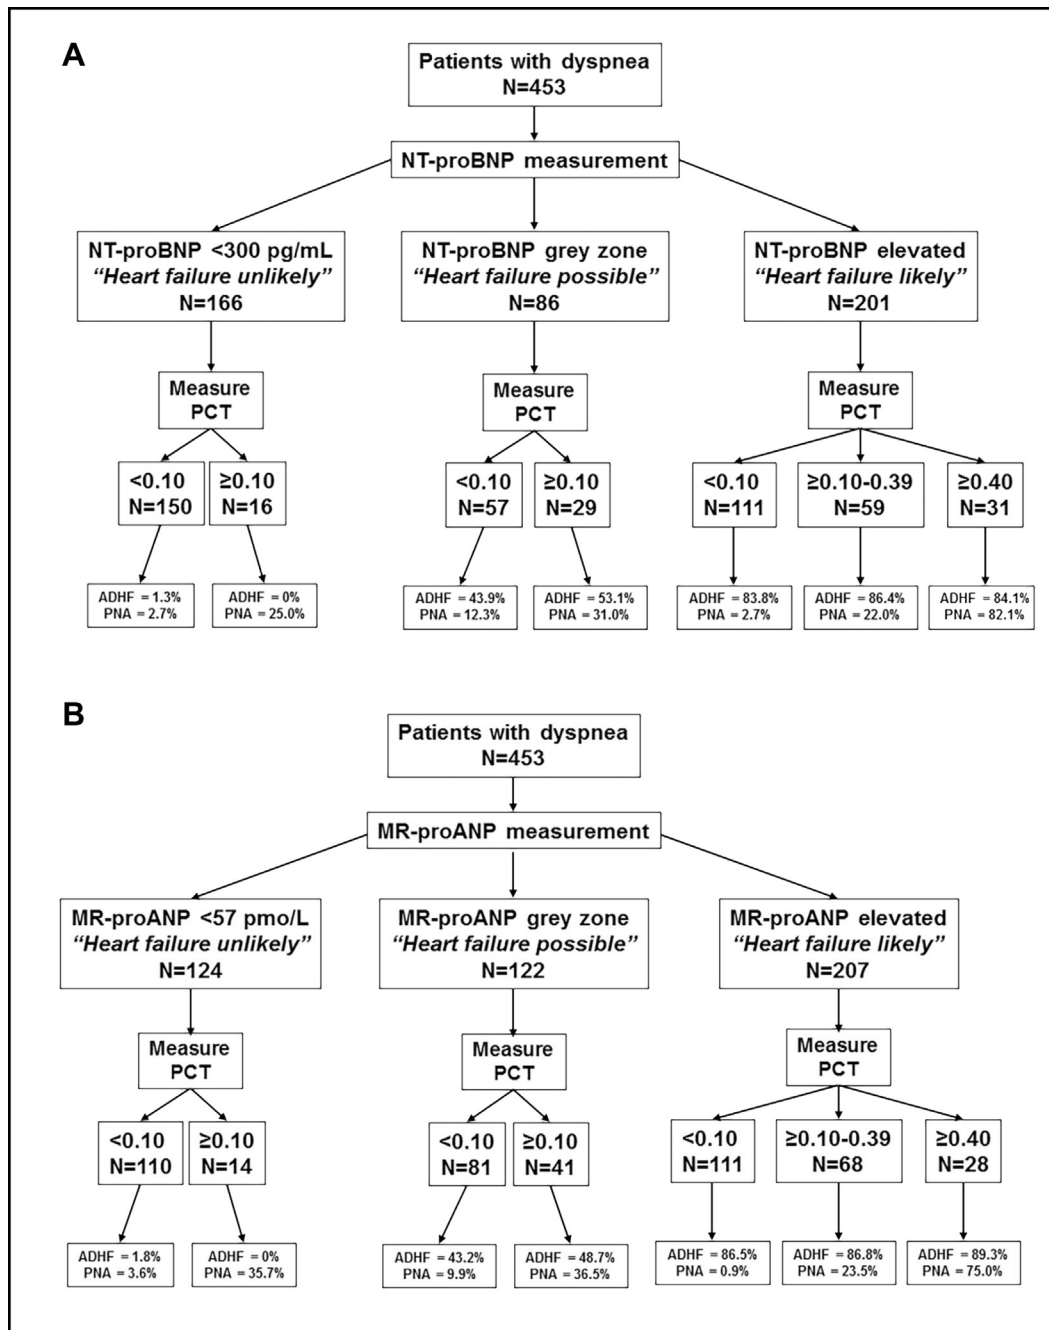 A
Patients with dyspnea
N=453
NT-proBNP measurement
NT-proBNP <300 pg/mL
“Heart failure unlikely”
N=166
NT-proBNP grey zone
“Heart failure possible”
N=86
NT-proBNP elevated
“Heart failure likely”
N=201
Measure
PCT
Measure
PCT
Measure
PCT
<0.10
N=150
≥0.10
N=16
<0.10
N=57
≥0.10
N=29
<0.10
N=111
≥0.10-0.39
N=59
≥0.40
N=31
ADHF = 1.3%
PNA = 2.7%
ADHF = 0%
PNA = 25.0%
ADHF = 43.9%
PNA = 12.3%
ADHF = 53.1%
PNA = 31.0%
ADHF = 83.8%
PNA = 2.7%
ADHF = 86.4%
PNA = 22.0%
ADHF = 84.1%
PNA = 82.1%
B
Patients with dyspnea
N=453
MR-proANP measurement
MR-proANP <57 pmo/L
“Heart failure unlikely”
N=124
MR-proANP grey zone
“Heart failure possible”
N=122
MR-proANP elevated
“Heart failure likely”
N=207
Measure
PCT
Measure
PCT
Measure
PCT
<0.10
N=110
≥0.10
N=14
<0.10
N=81
≥0.10
N=41
<0.10
N=111
≥0.10-0.39
N=68
≥0.40
N=28
ADHF = 1.8%
PNA = 3.6%
ADHF = 0%
PNA = 35.7%
ADHF = 43.2%
PNA = 9.9%
ADHF = 48.7%
PNA = 36.5%
ADHF = 86.5%
PNA = 0.9%
ADHF = 86.8%
PNA = 23.5%
ADHF = 89.3%
PNA = 75.0%